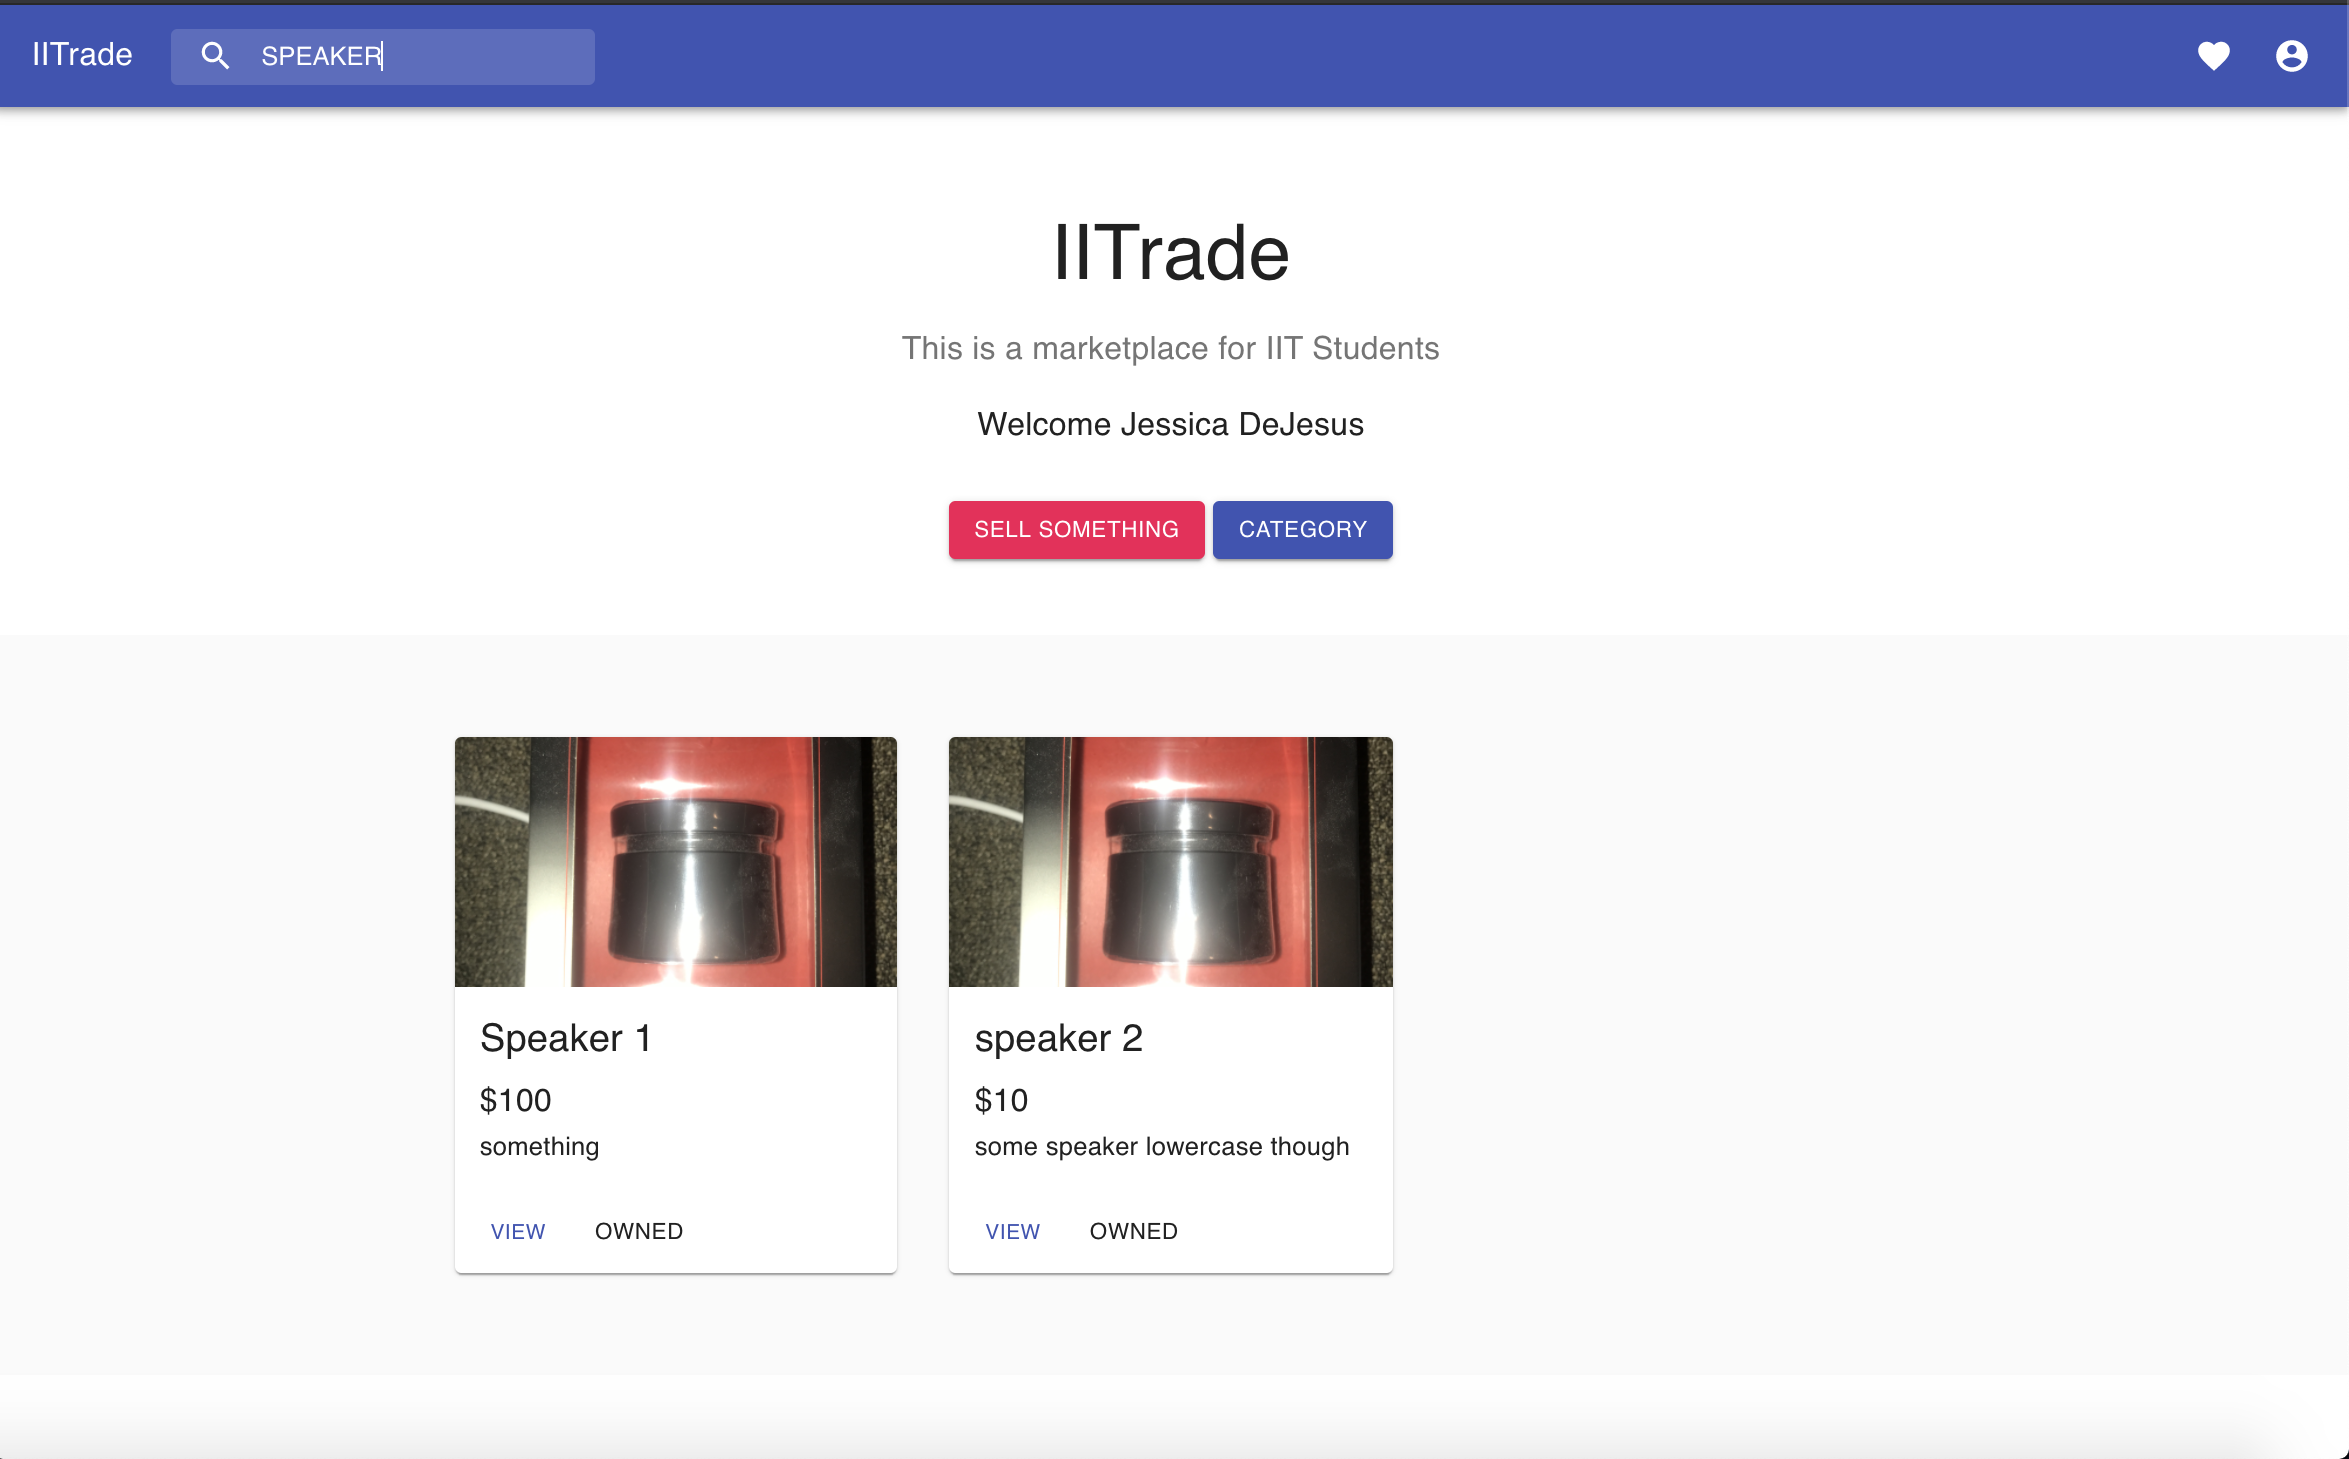 IITrade
SPEAKER
IITrade
This is a marketplace for IIT Students
Welcome Jessica DeJesus
SELL SOMETHING CATEGORY
Speaker 1
$100
something
VIEW OWNED
speaker 2
$10
some speaker lowercase though
VIEW OWNED